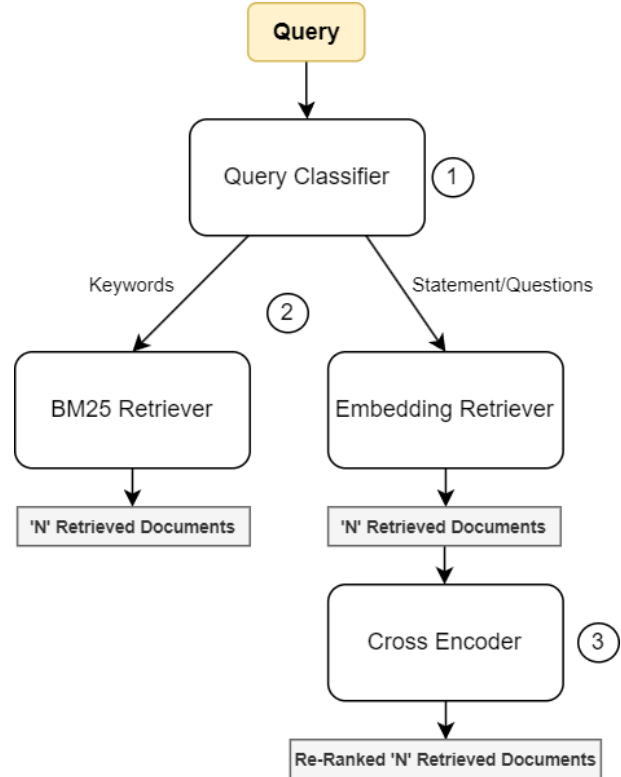 Query
Query Classifier
1
Keywords
Statement/Questions
2
BM25 Retriever
Embedding Retriever
'N' Retrieved Documents
'N' Retrieved Documents
Cross Encoder
3
Re-Ranked 'N' Retrieved Documents